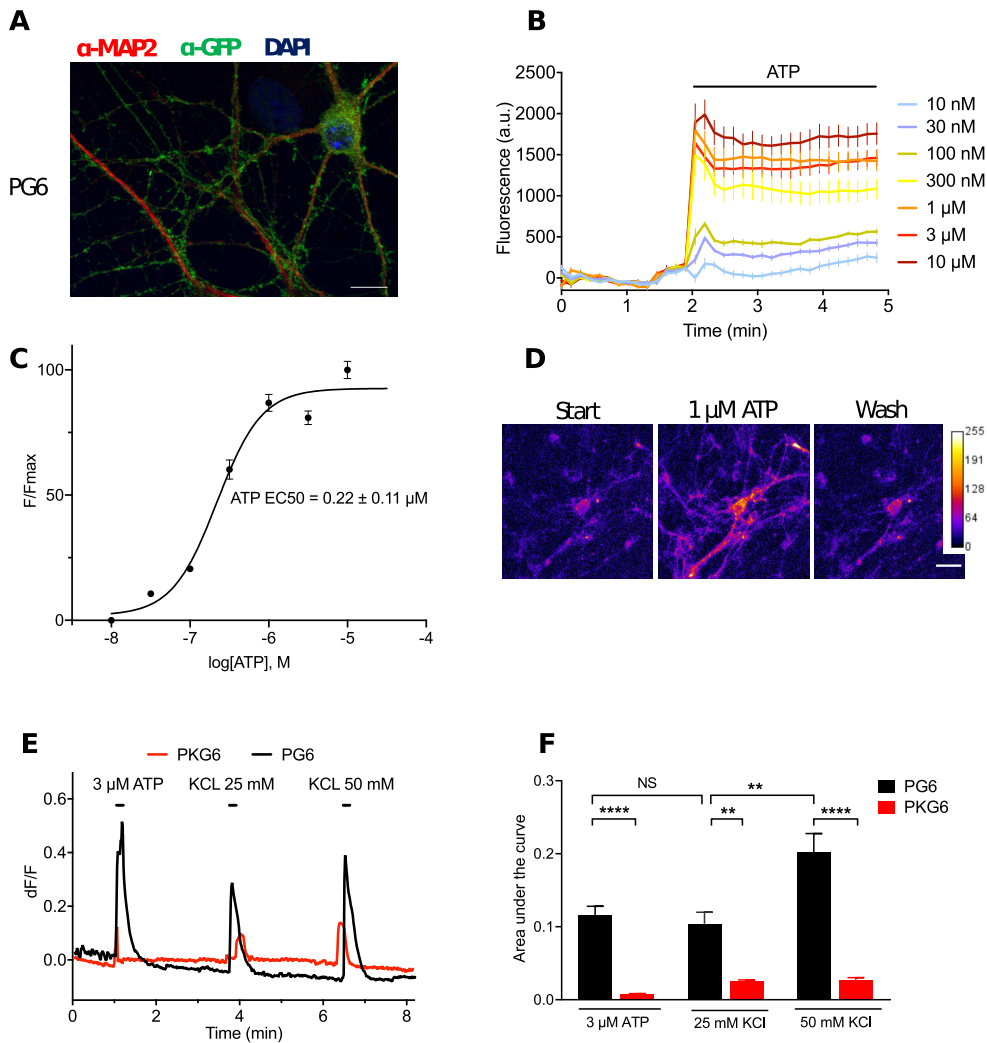 A
α-MAP2 α-GFP DAPI
PG6
B
ATP
Fluorescence (a.u.)
2500
2000
1500
1000
500
0
0 1 2 3 4 5
Time (min)
10 nM
30 nM
100 nM
300 nM
1 µM
3 µM
10 µM
C
F/Fmax
100
50
0
ATP EC50 = 0.22 ± 0.11 µM
-8 -7 -6 -5 -4
log[ATP], M
D
Start 1 µM ATP Wash
255
191
128
64
0
E
PKG6 PG6
3 µM ATP KCL 25 mM KCL 50 mM
dF/F
0.6
0.4
0.2
0.0
0 2 4 6 8
Time (min)
F
Area under the curve
0.3
0.2
0.1
0.0
NS
**
**** ** ****
PG6
PKG6
3 µM ATP 25 mM KCl 50 mM KCl